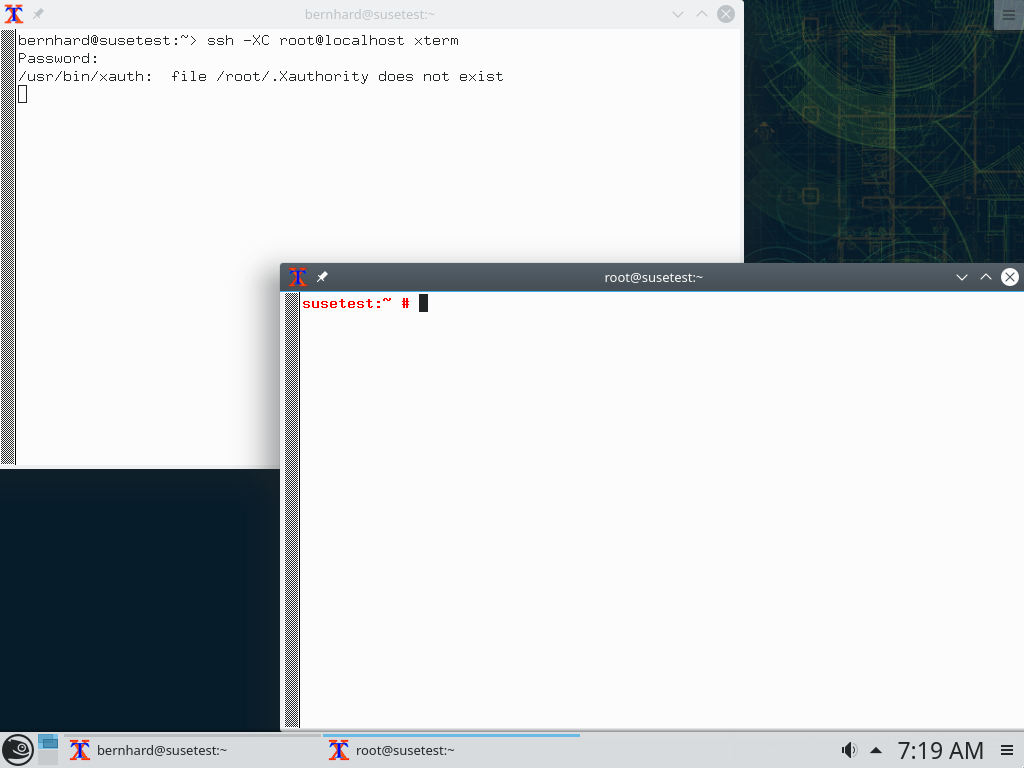 bernhard@susetest:~
bernhard@susetest:~> ssh -XC root@localhost xterm
Password:
/usr/bin/xauth:  file /root/.Xauthority does not exist
root@susetest:~
susetest:~ #
bernhard@susetest:~
root@susetest:~
7:19 AM